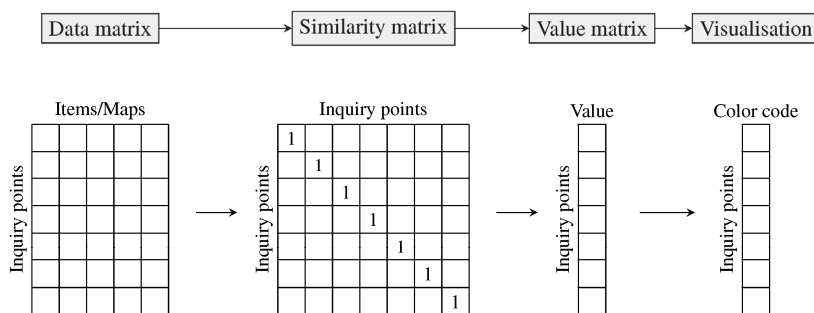 Data matrix
Similarity matrix
Value matrix
Visualisation
Items/Maps
Inquiry points
Value
Color code
Inquiry points
Inquiry points
Inquiry points
Inquiry points
1
1
1
1
1
1
1